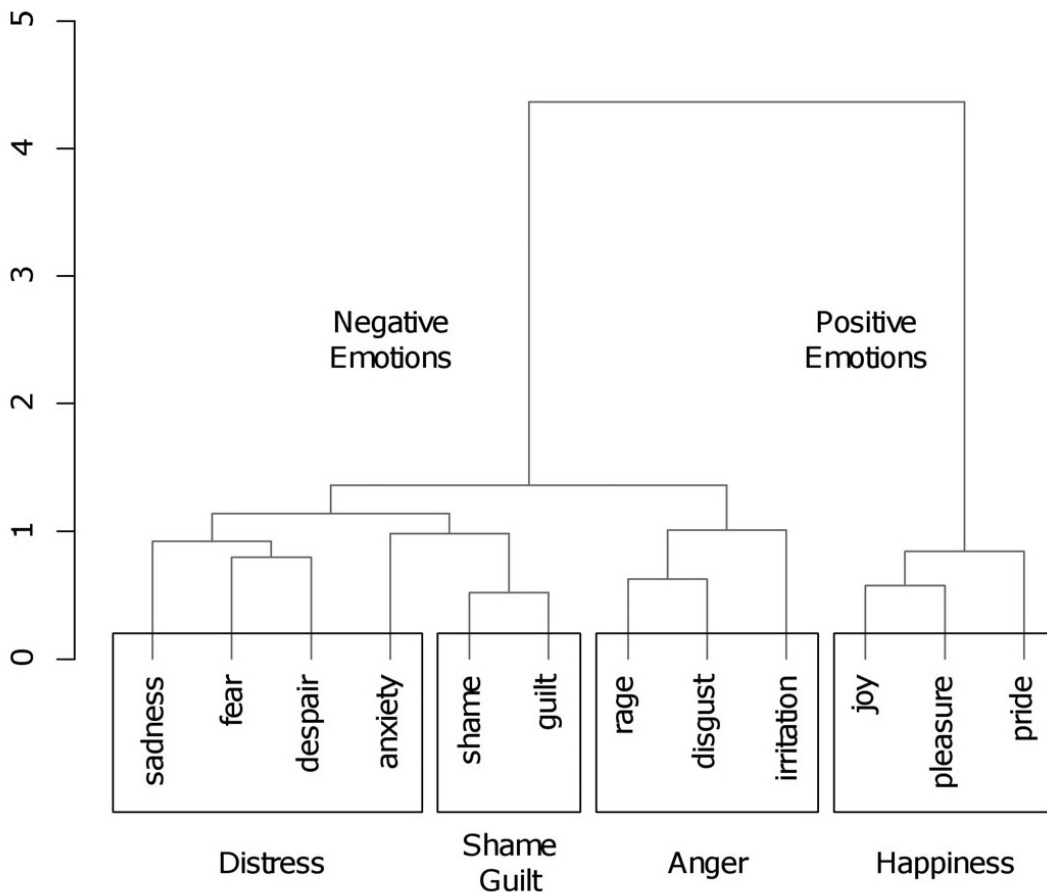 5
4
3
2
1
0
Negative
Emotions
Positive
Emotions
sadness
fear
despair
anxiety
shame
guilt
rage
disgust
irritation
joy
pleasure
pride
Distress
Shame
Guilt
Anger
Happiness